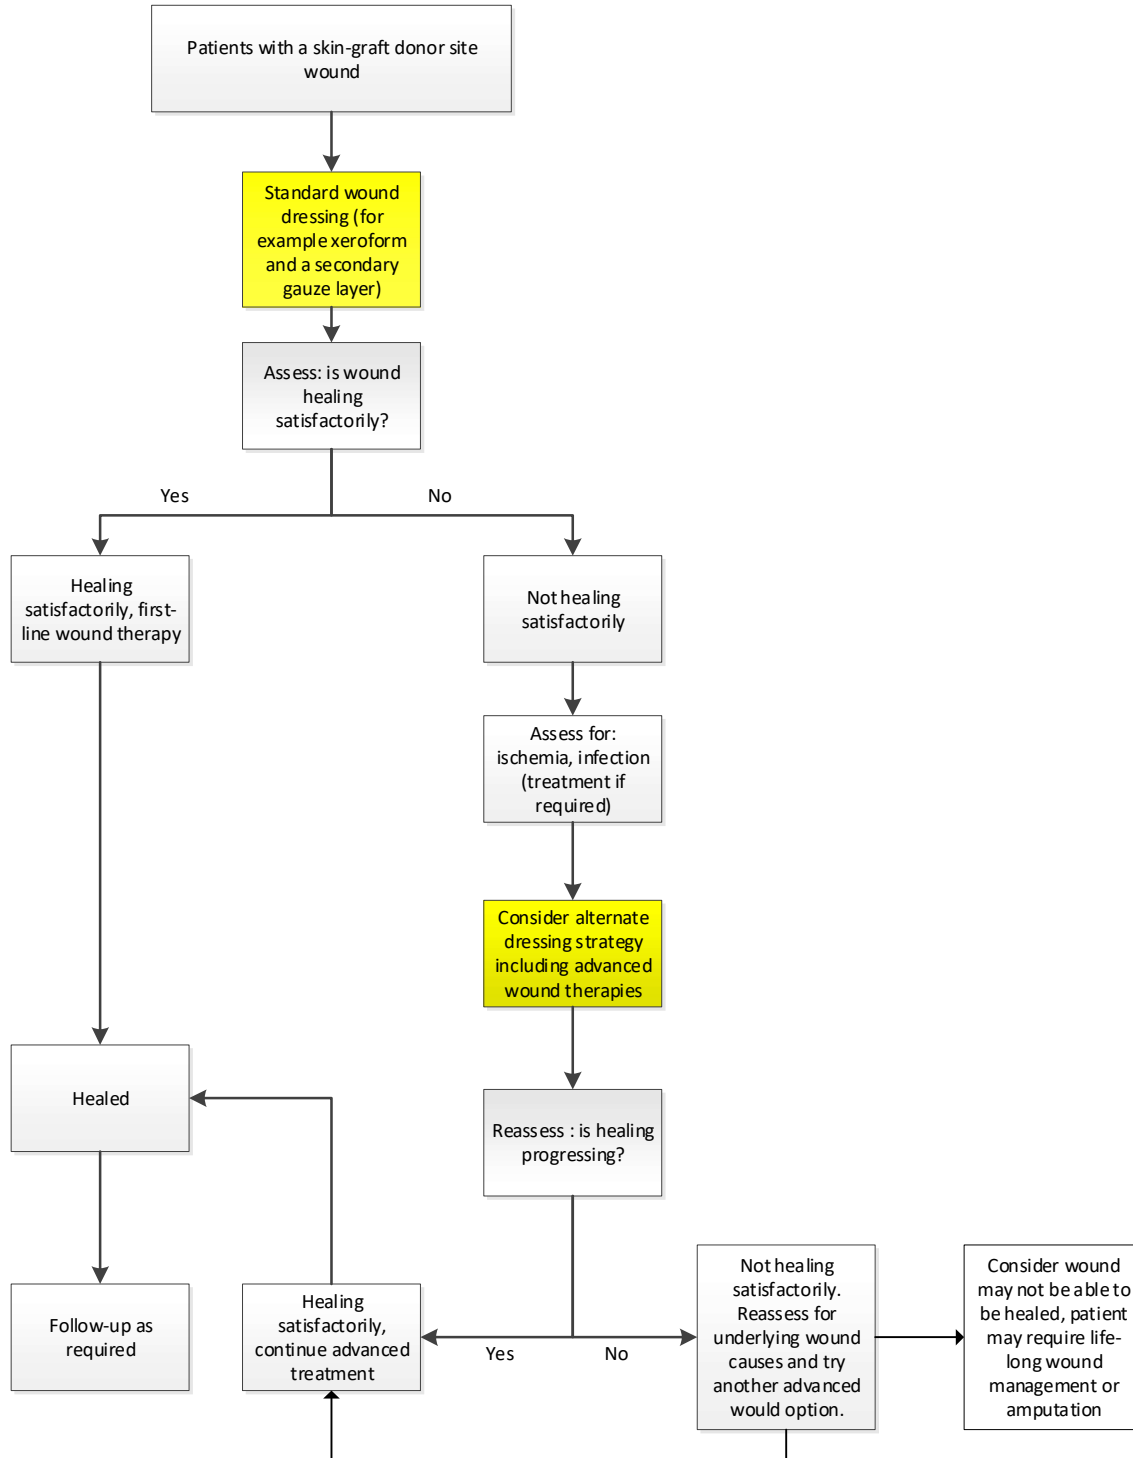 Patients with a skin-graft donor site
wound
Standard wound
dressing (for
example xeroform
and a secondary
gauze layer)
Assess: is wound
healing
satisfactorily?
Yes
No
Healing
satisfactorily, first-
line wound therapy
Not healing
satisfactorily
Assess for:
ischemia, infection
(treatment if
required)
Consider alternate
dressing strategy
including advanced
wound therapies
Healed
Reassess : is healing
progressing?
Follow-up as
required
Healing
satisfactorily,
continue advanced
treatment
Yes
No
Not healing
satisfactorily.
Reassess for
underlying wound
causes and try
another advanced
would option.
Consider wound
may not be able to
be healed, patient
may require life-
long wound
management or
amputation